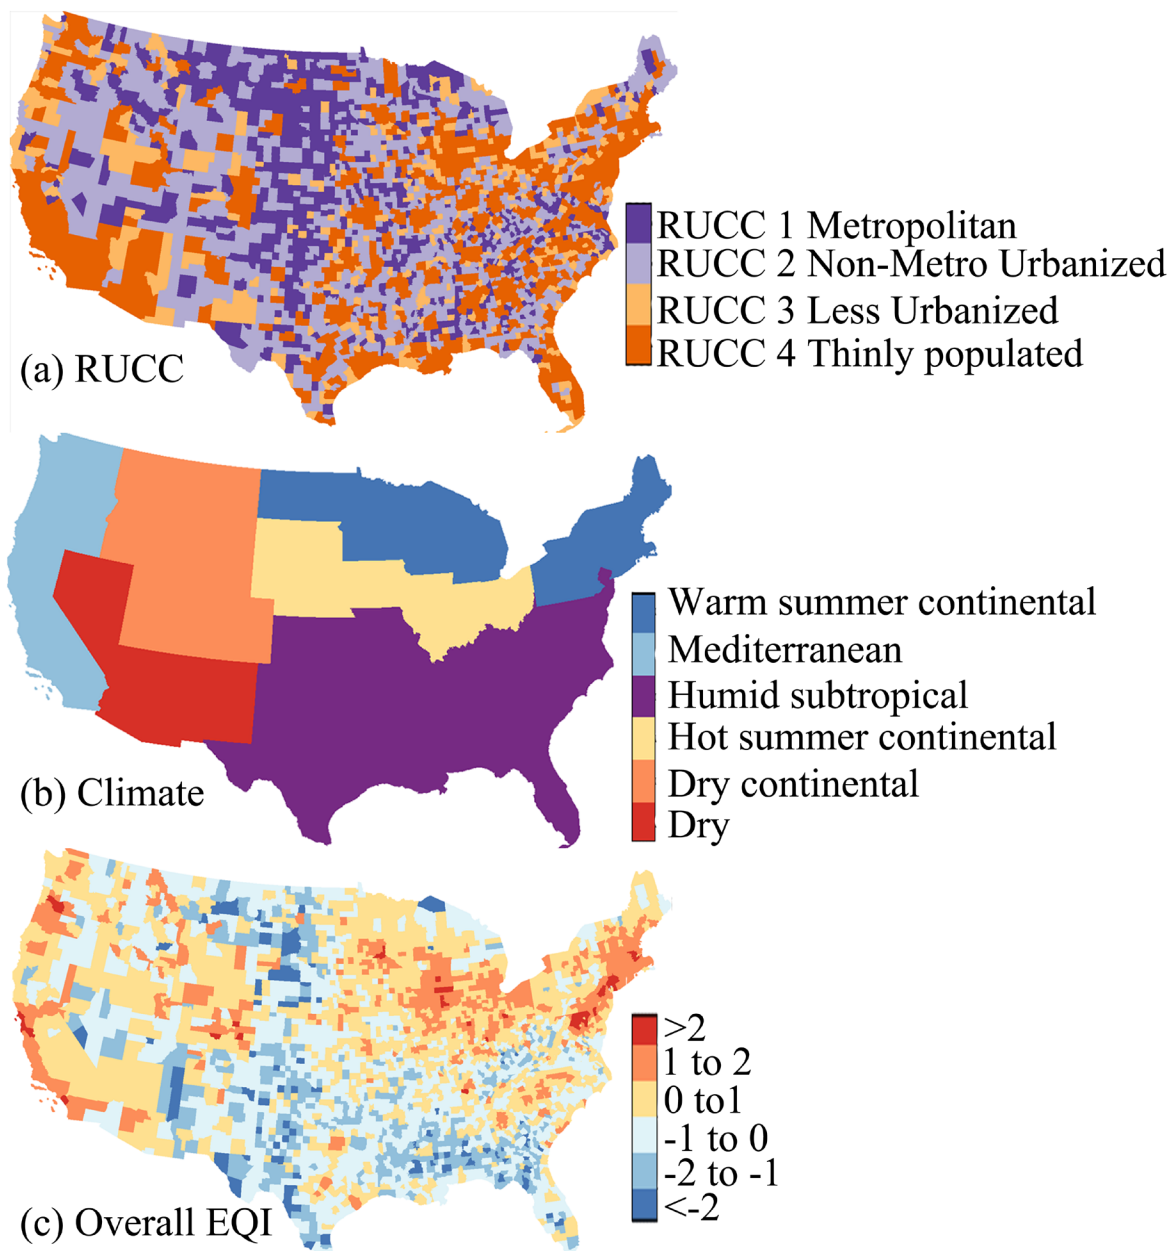 RUCC 1 Metropolitan
RUCC 2 Non-Metro Urbanized
RUCC 3 Less Urbanized
RUCC 4 Thinly populated
(a) RUCC
Warm summer continental
Mediterranean
Humid subtropical
Hot summer continental
Dry continental
Dry
(b) Climate
>2
1 to 2
0 to1
-1 to 0
-2 to -1
<-2
(c) Overall EQI